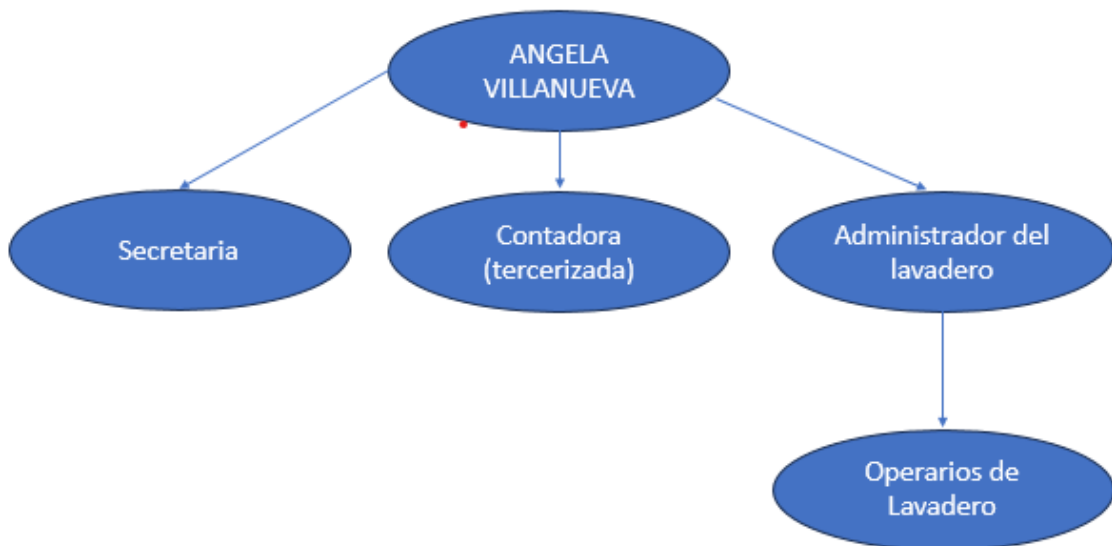 ANGELA
VILLANUEVA
Secretaria
Contadora
(tercerizada)
Administrador del
lavadero
Operarios de
Lavadero